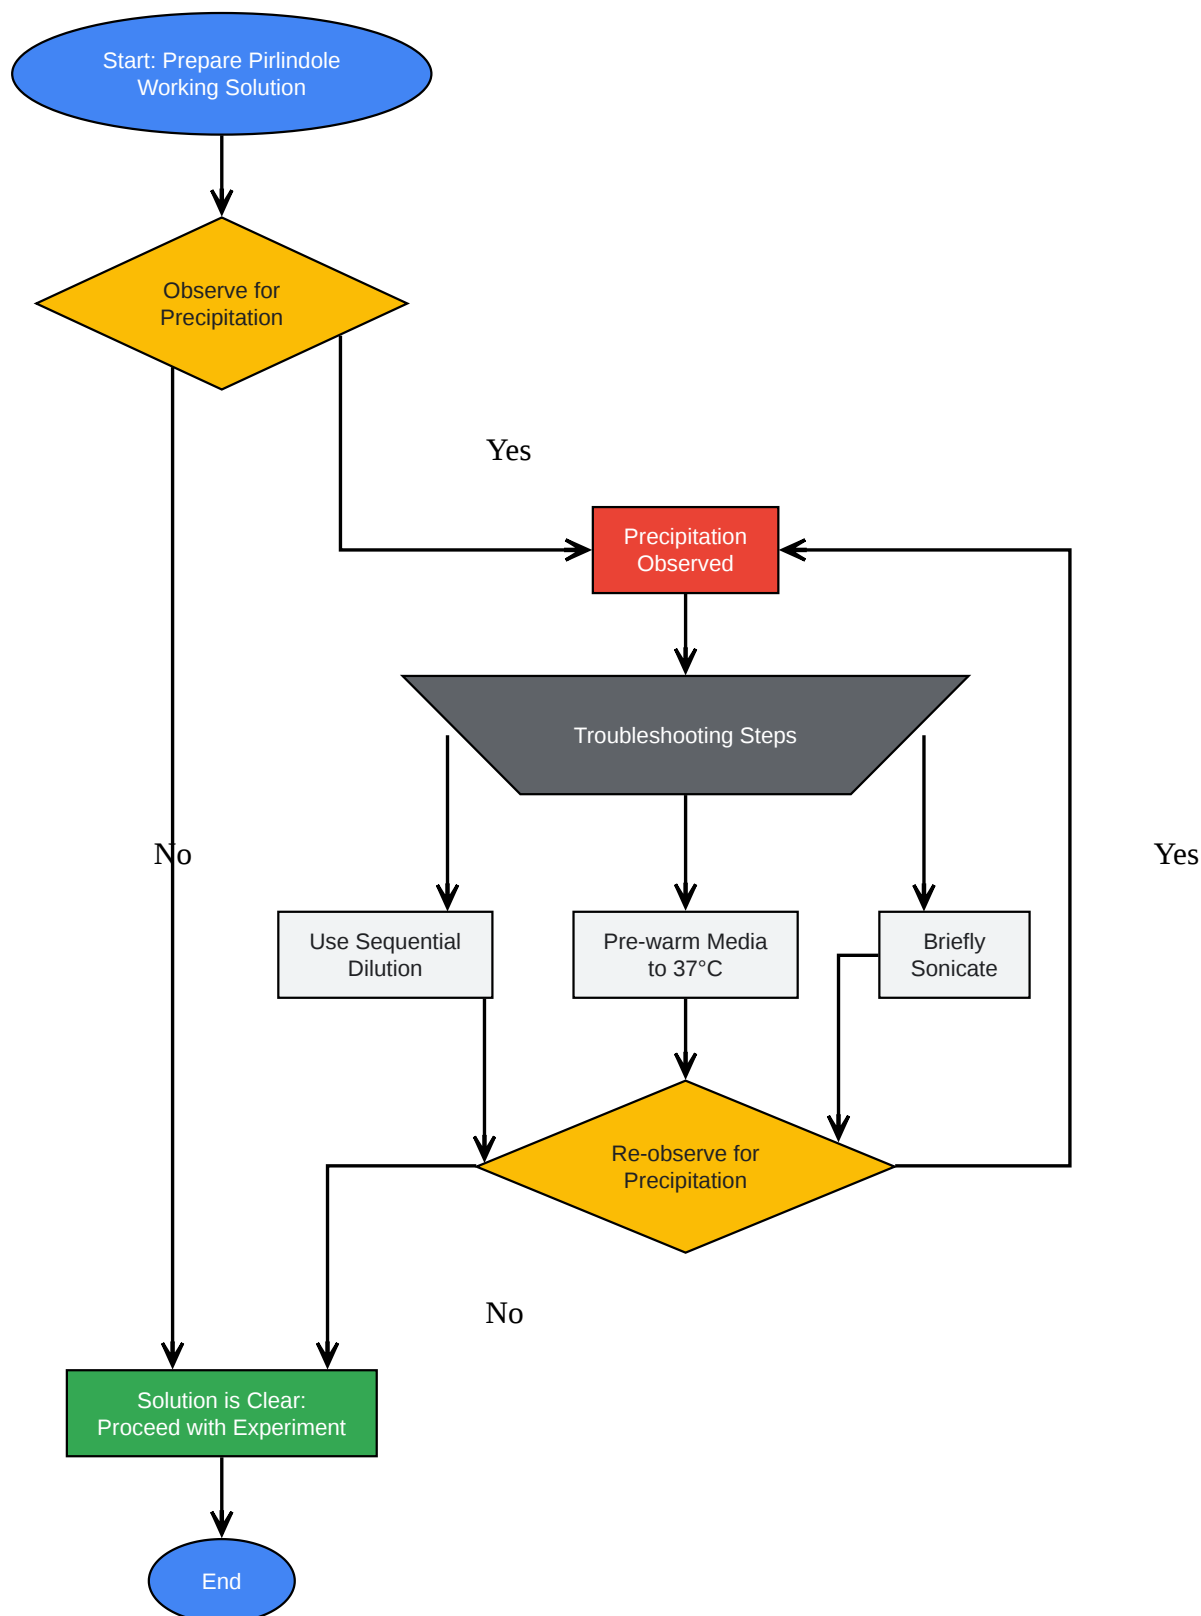 Start: Prepare Pirlindole
Working Solution
Observe for
Precipitation
Yes
Precipitation
Observed
Troubleshooting Steps
No
Yes
Use Sequential
Dilution
Pre-warm Media
to 37°C
Briefly
Sonicate
Re-observe for
Precipitation
No
Solution is Clear:
Proceed with Experiment
End